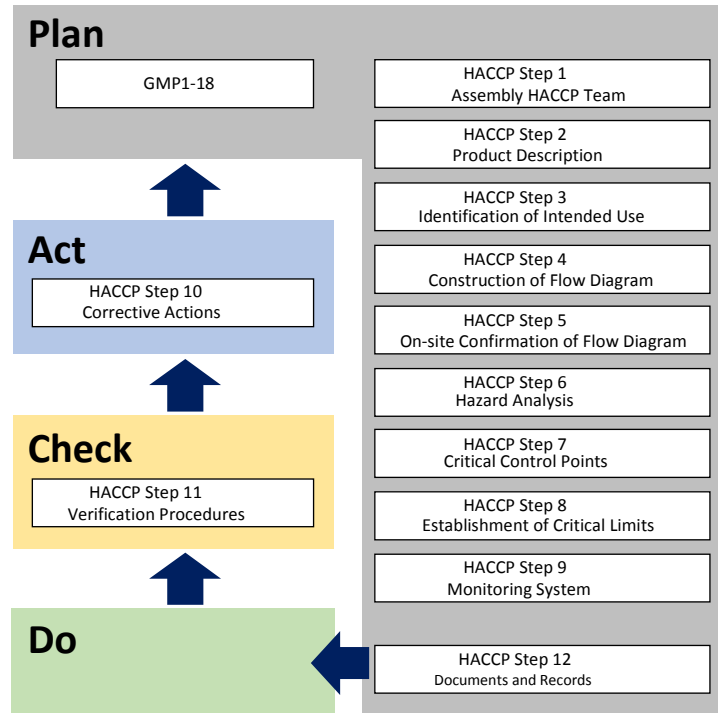 Plan
GMP1-18
HACCP Step 1
Assembly HACCP Team
HACCP Step 2
Product Description
HACCP Step 3
Identification of Intended Use
HACCP Step 4
Construction of Flow Diagram
HACCP Step 5
On-site Confirmation of Flow Diagram
HACCP Step 6
Hazard Analysis
HACCP Step 7
Critical Control Points
HACCP Step 8
Establishment of Critical Limits
HACCP Step 9
Monitoring System
HACCP Step 12
Documents and Records
Act
HACCP Step 10
Corrective Actions
Check
HACCP Step 11
Verification Procedures
Do